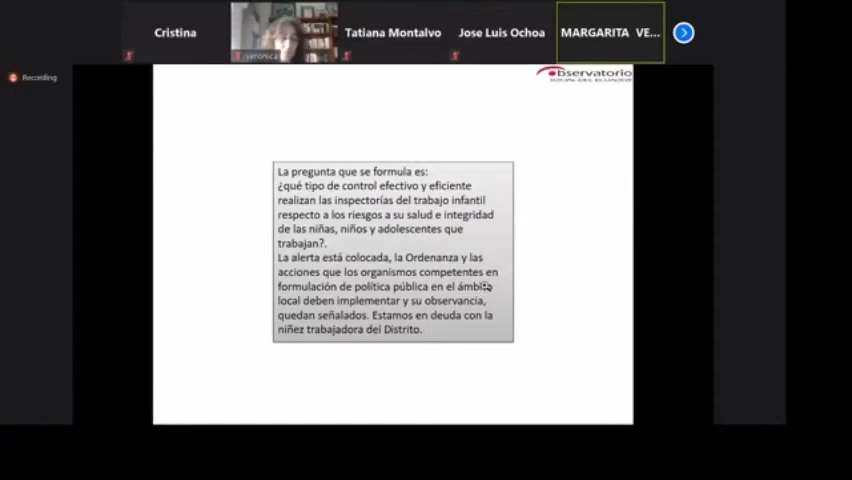 Cristina
veronica
Tatiana Montalvo
Jose Luis Ochoa
MARGARITA VE...
Recording
Observatorio
SOCIAL DEL ECUADOR
La pregunta que se formula es:
¿qué tipo de control efectivo y eficiente
realizan las inspectorías del trabajo infantil
respecto a los riesgos a su salud e integridad
de las niñas, niños y adolescentes que
trabajan?.
La alerta está colocada, la Ordenanza y las
acciones que los organismos competentes en
formulación de política pública en el ámbito
local deben implementar y su observancia,
quedan señalados. Estamos en deuda con la
niñez trabajadora del Distrito.